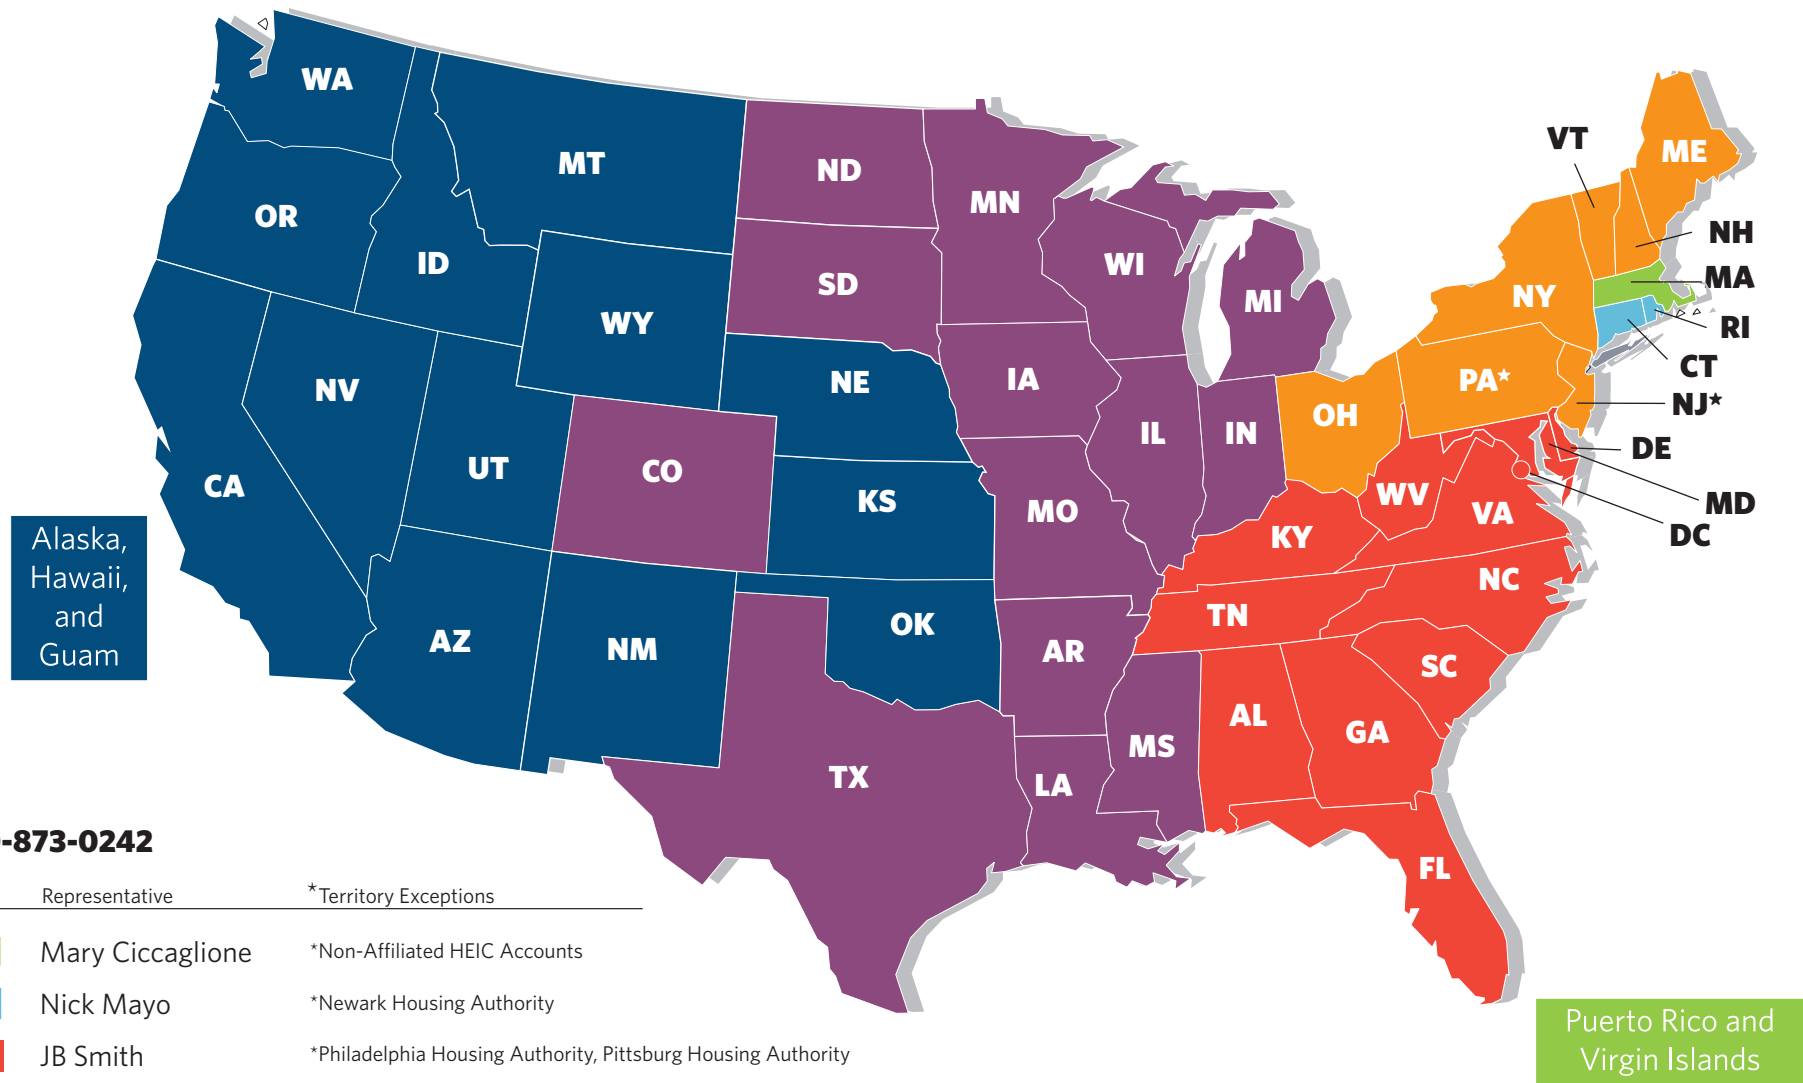 WA
MT
ND
MN
VT
ME
OR
ID
SD
WI
MI
NH
MA
NY
RI
WY
CT
NV
NE
IA
PA*
NJ*
OH
UT
CO
IL
IN
DE
CA
KS
MO
WV
VA
MD
DC
KY
Alaska,
Hawaii,
and
Guam
NC
TN
AZ
NM
OK
AR
SC
AL
GA
MS
TX
LA
FL
-873-0242
Representative
*Territory Exceptions
Mary Ciccaglione
*Non-Affiliated HEIC Accounts
Nick Mayo
*Newark Housing Authority
JB Smith
*Philadelphia Housing Authority, Pittsburg Housing Authority
Puerto Rico and
Virgin Islands